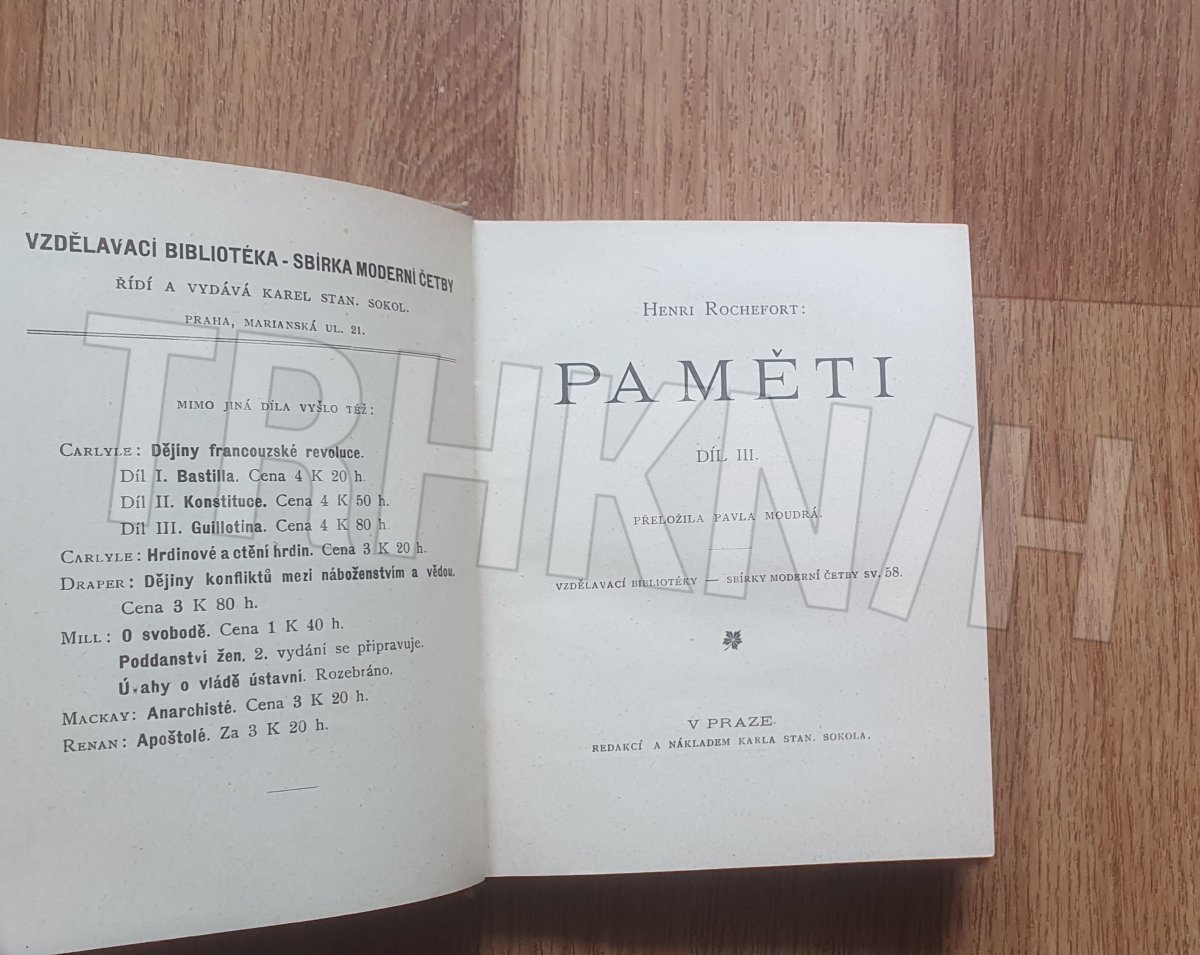 VZDĚLAVACÍ BIBLIOTÉKA - SBÍRKA MODERNÍ ČETBY
ŘÍDÍ A VYDÁVÁ KAREL STAN. SOKOL.
PRAHA, MARIANSKÁ UL. 21.
MIMO JINÁ DÍLA VYŠLO TÉŽ:
CARLYLE: Dějiny francouzské revoluce.
Díl I. Bastilla. Cena 4 K 20 h.
Díl II. Konstituce. Cena 4 K 50 h.
Díl III. Guillotina. Cena 4 K 80 h.
CARLYLE: Hrdinové a ctění hrdin. Cena 3 K 20 h.
DRAPER: Dějiny konfliktů mezi náboženstvím a vědou.
Cena 3 K 80 h.
MILL: O svobodě. Cena 1 K 40 h.
Poddanství žen. 2. vydání se připravuje.
Ú.ahy o vládě ústavní. Rozebráno.
MACKAY: Anarchisté. Cena 3 K 20 h.
RENAN: Apoštolé. Za 3 K 20 h.
HENRI ROCHEFORT:
PAMĚTI
DÍL III.
PŘELOŽILA PAVLA MOUDRÁ.
VZDĚLAVACÍ BIBLIOTÉKY — SBÍRKY MODERNÍ ČETBY SV. 58.
V PRAZE.
REDAKCÍ A NÁKLADEM KARLA STAN. SOKOLA.
TRHKNIH